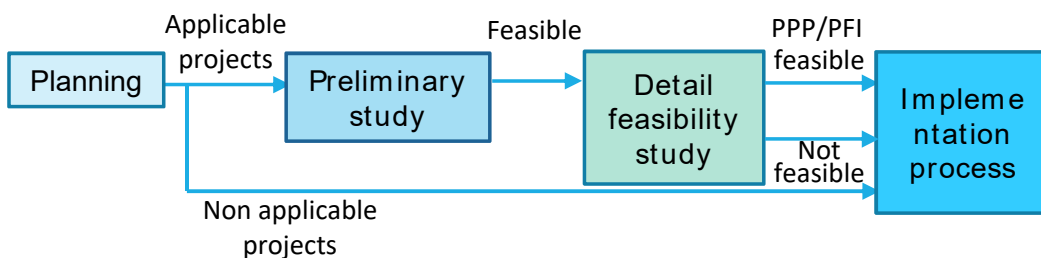 Planning
Applicable
projects
Preliminary
study
Feasible
Detail
feasibility
study
PPP/PFI
feasible
Not
feasible
Impleme
ntation
process
Non applicable
projects